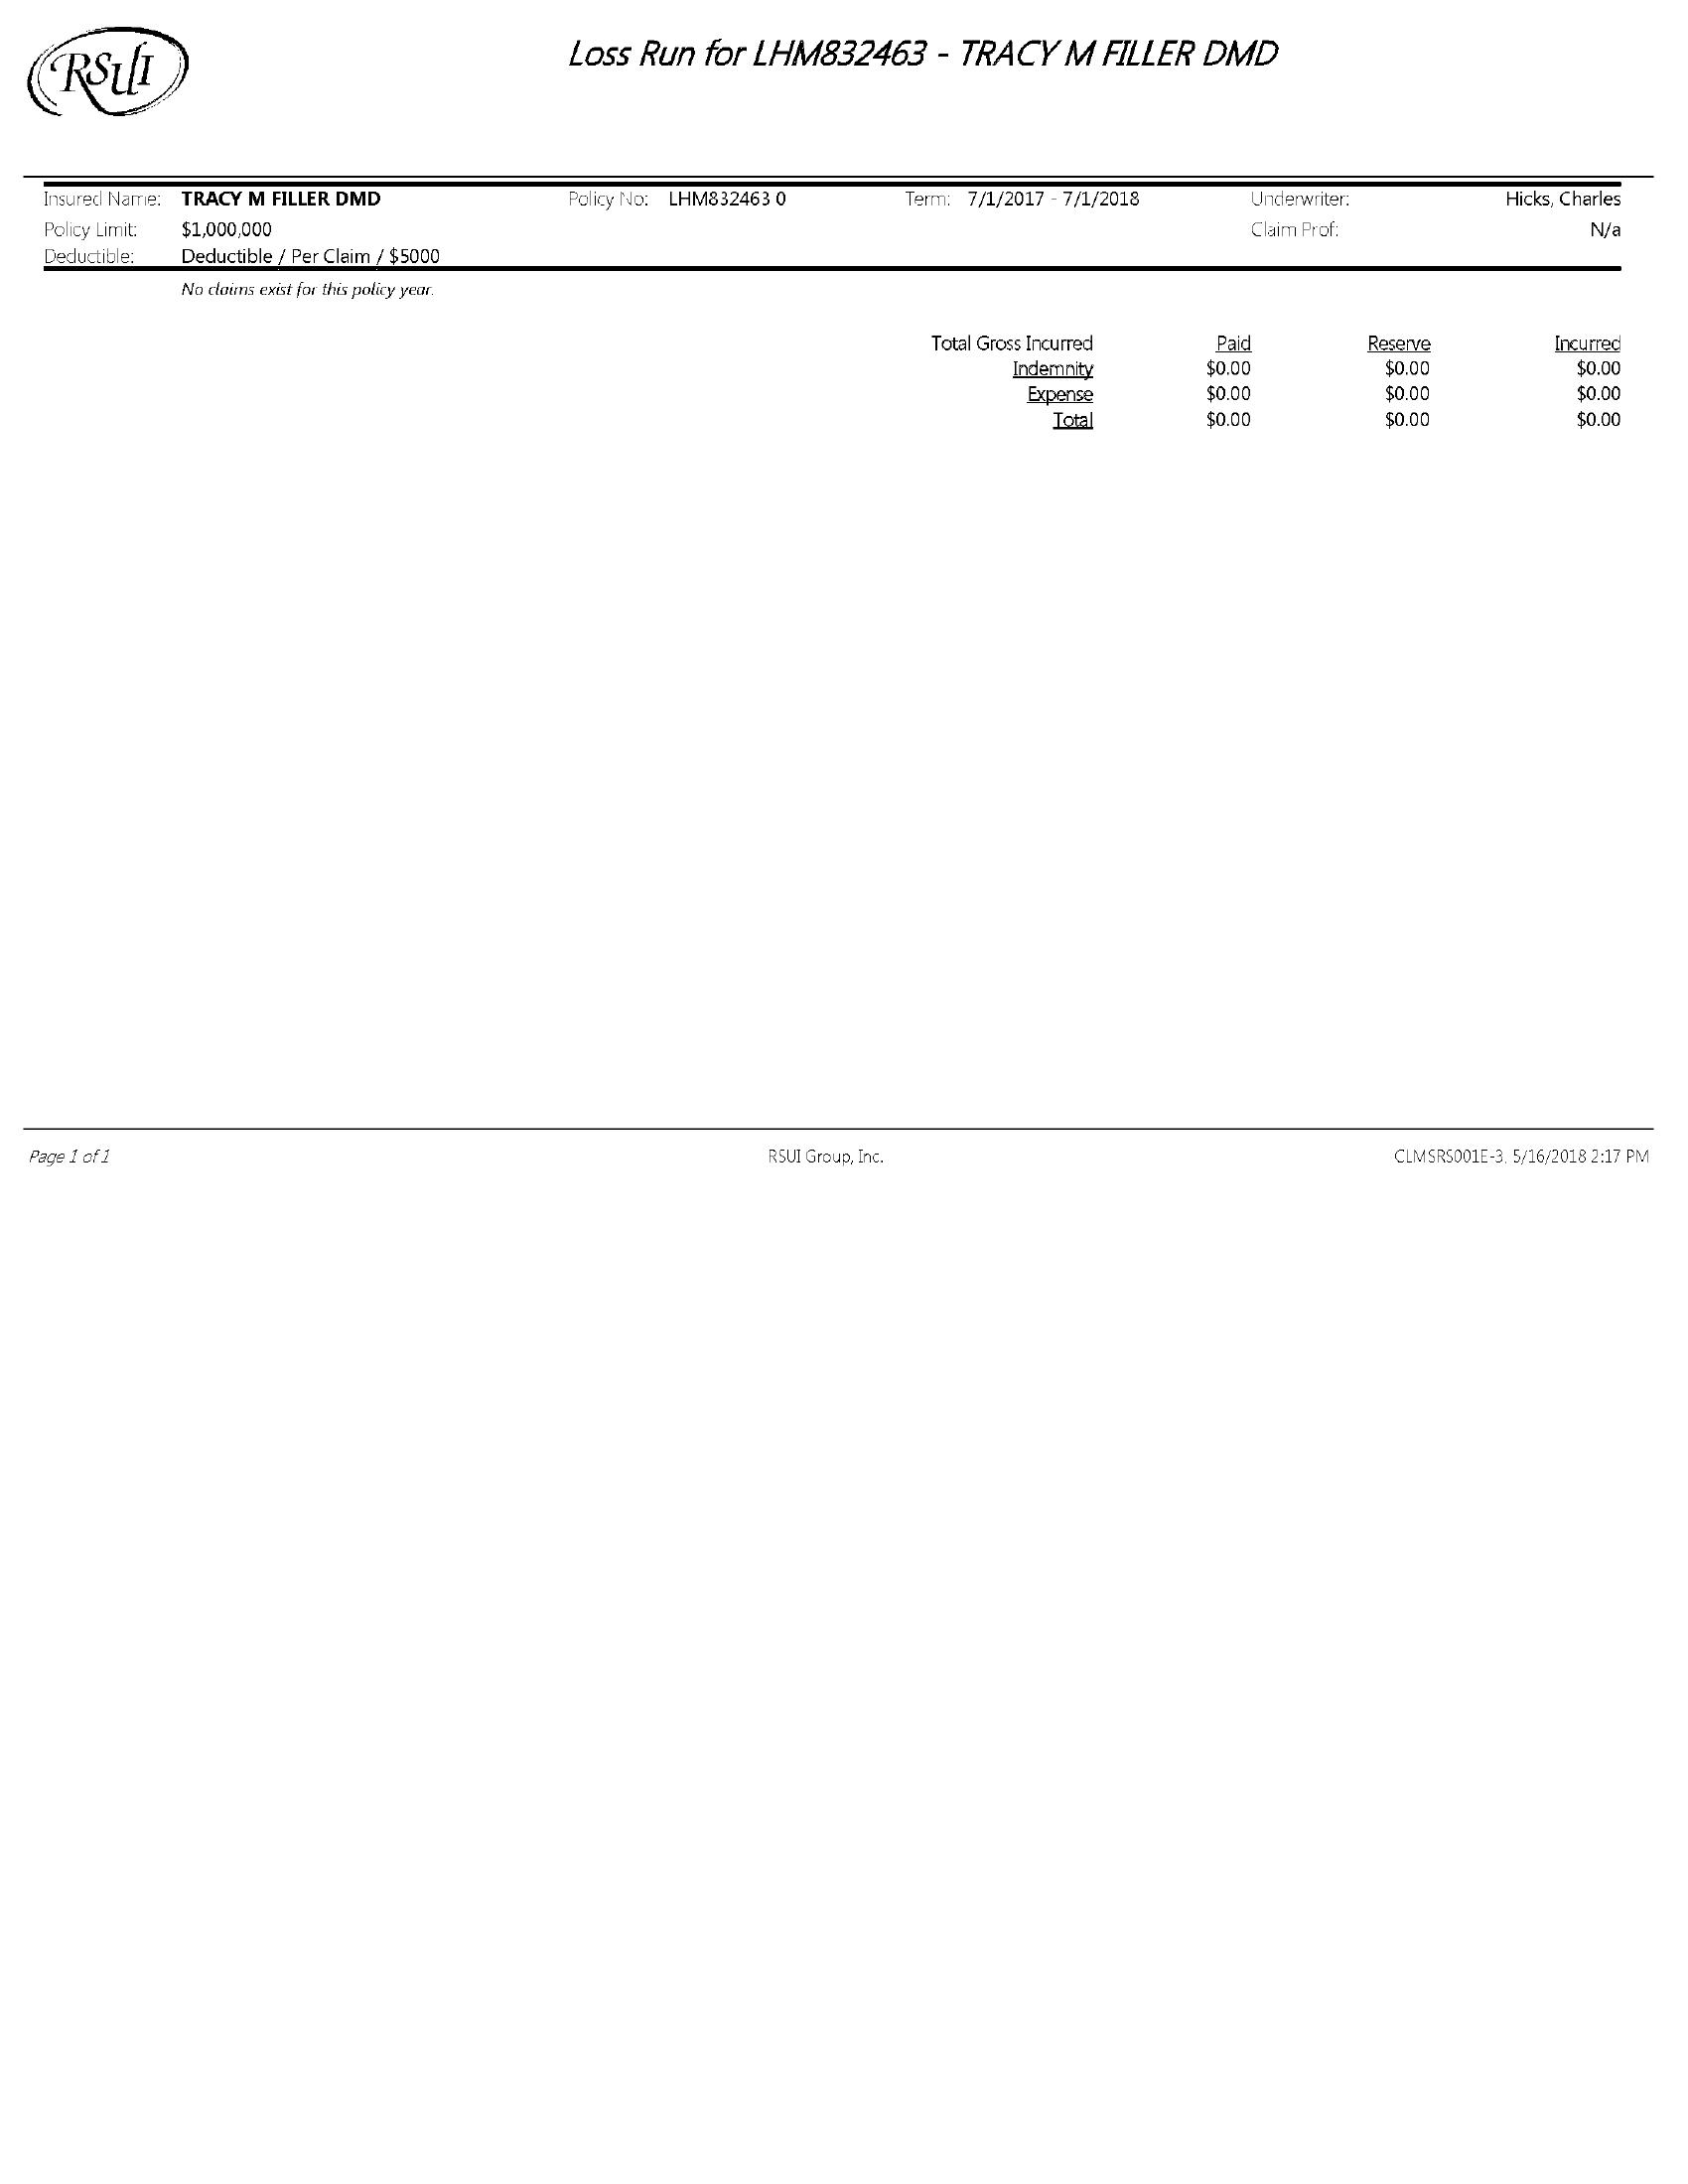 RSUI
Loss Run for LHM832463 - TRACY M FILLER DMD
Insured Name: TRACY M FILLER DMD Policy No: LHM832463 0 Term: 7/1/2017 - 7/1/2018 Underwriter: Hicks, Charles
Policy Limit: $1,000,000 Claim Prof: N/a
Deductible: Deductible / Per Claim / $5000
No claims exist for this policy year.
Total Gross Incurred Paid Reserve Incurred
Indemnity $0.00 $0.00 $0.00
Expense $0.00 $0.00 $0.00
Total $0.00 $0.00 $0.00
Page 1 of 1 RSUI Group, Inc. CLMSRS001E-3, 5/16/2018 2:17 PM